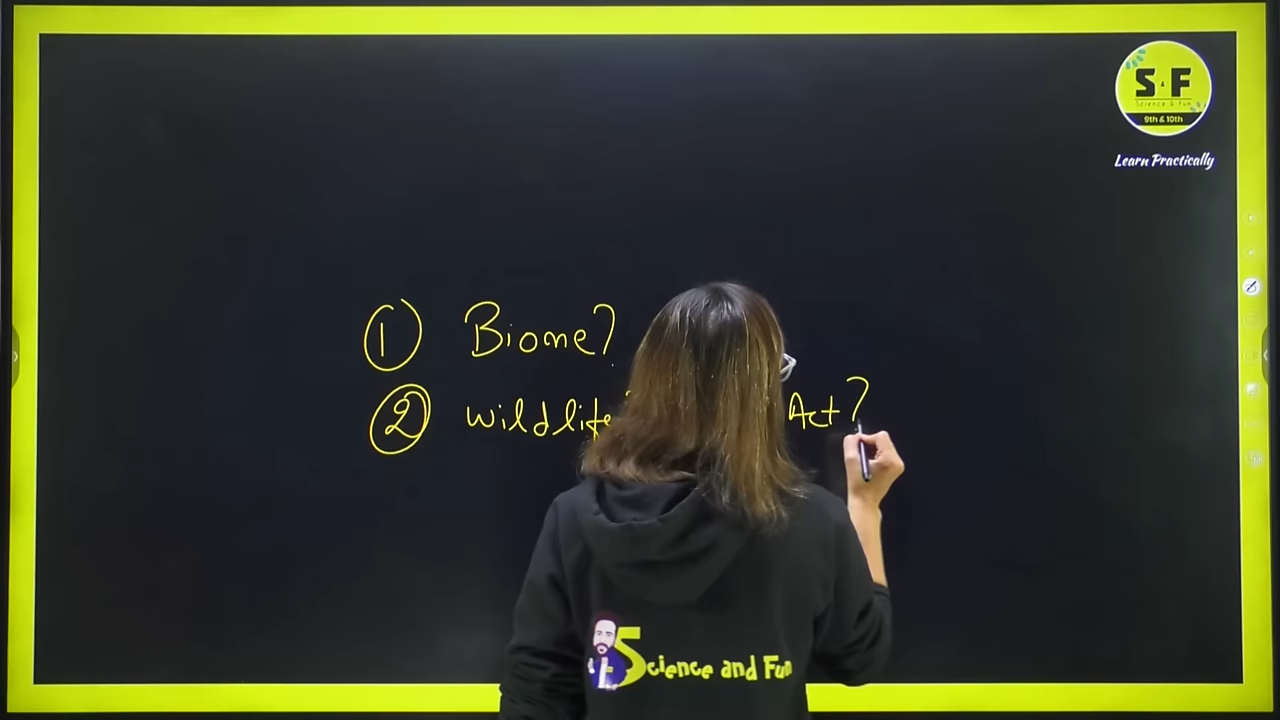 S F
Science & Fun
9th & 10th
Learn Practically
① Biome?
② Wildlife Act?
Science and Fun